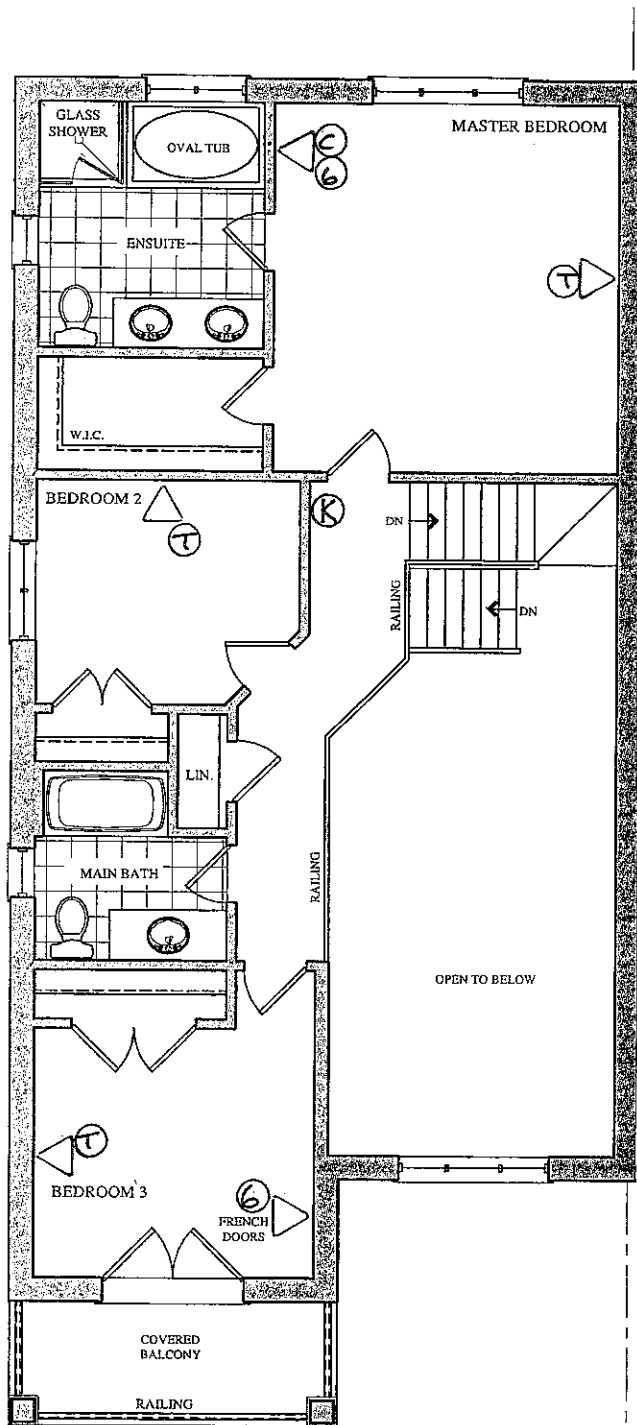 GLASS
SHOWER
OVAL TUB
C
6
MASTER BEDROOM
ENSUITE
T
W.I.C.
BEDROOM 2
T
K
DN
RAILING
DN
LIN.
MAIN BATH
RAILING
OPEN TO BELOW
T
BEDROOM 3
6
FRENCH
DOORS
COVERED
BALCONY
RAILING